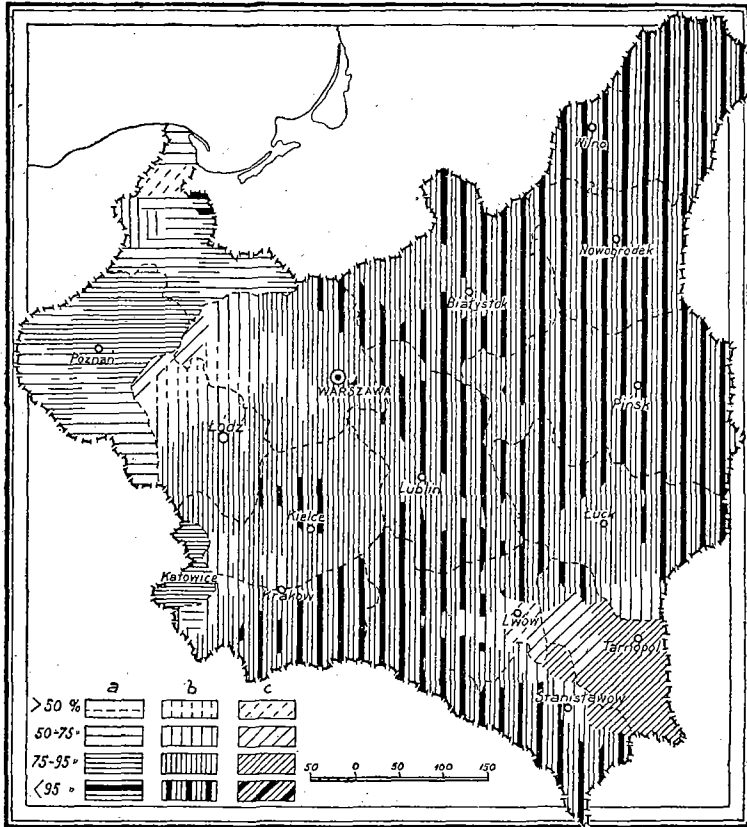 Wilno
Nowogródek
Białystok
Poznań
WARSZAWA
Pińsk
Łódź
Lublin
Kielce
Łuck
Katowice
Kraków
Lwów
Tarnopol
Stanisławów
a b c
>50 %
50-75 "
75-95 "
<95 "
50 0 50 100 150